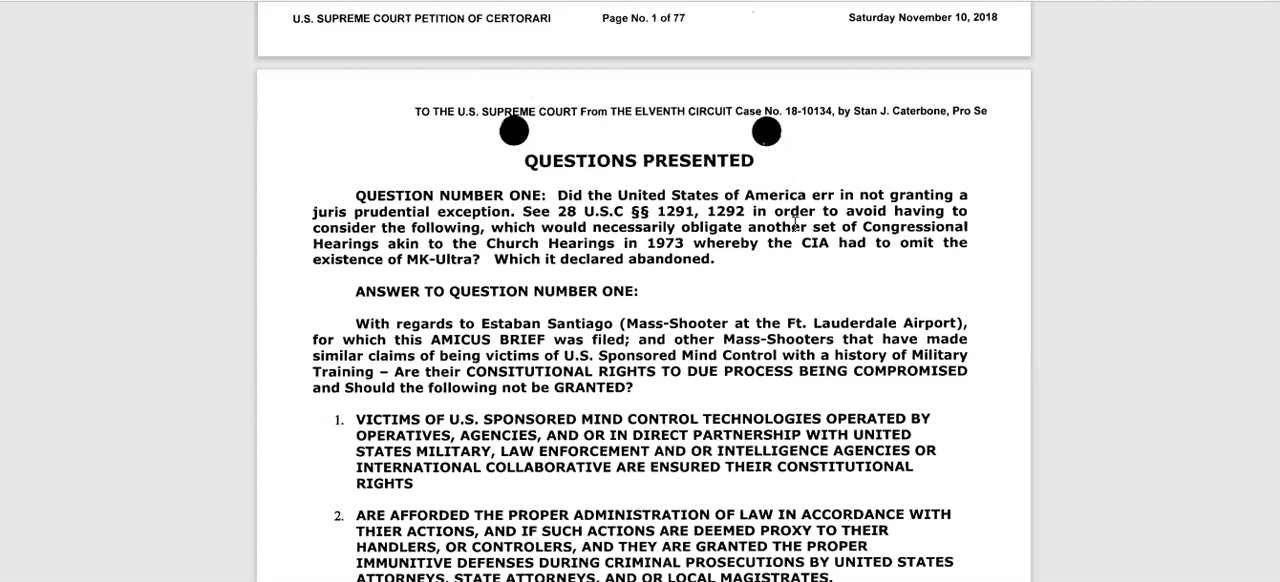 U.S. SUPREME COURT PETITION OF CERTORARI Page No. 1 of 77 Saturday November 10, 2018
TO THE U.S. SUPREME COURT From THE ELVENTH CIRCUIT Case No. 18-10134, by Stan J. Caterbone, Pro Se
QUESTIONS PRESENTED
QUESTION NUMBER ONE: Did the United States of America err in not granting a
juris prudential exception. See 28 U.S.C §§ 1291, 1292 in order to avoid having to
consider the following, which would necessarily obligate another set of Congressional
Hearings akin to the Church Hearings in 1973 whereby the CIA had to omit the
existence of MK-Ultra? Which it declared abandoned.
ANSWER TO QUESTION NUMBER ONE:
With regards to Estaban Santiago (Mass-Shooter at the Ft. Lauderdale Airport),
for which this AMICUS BRIEF was filed; and other Mass-Shooters that have made
similar claims of being victims of U.S. Sponsored Mind Control with a history of Military
Training – Are their CONSITUTIONAL RIGHTS TO DUE PROCESS BEING COMPROMISED
and Should the following not be GRANTED?
1. VICTIMS OF U.S. SPONSORED MIND CONTROL TECHNOLOGIES OPERATED BY
OPERATIVES, AGENCIES, AND OR IN DIRECT PARTNERSHIP WITH UNITED
STATES MILITARY, LAW ENFORCEMENT AND OR INTELLIGENCE AGENCIES OR
INTERNATIONAL COLLABORATIVE ARE ENSURED THEIR CONSTITUTIONAL
RIGHTS
2. ARE AFFORDED THE PROPER ADMINISTRATION OF LAW IN ACCORDANCE WITH
THIER ACTIONS, AND IF SUCH ACTIONS ARE DEEMED PROXY TO THEIR
HANDLERS, OR CONTROLERS, AND THEY ARE GRANTED THE PROPER
IMMUNITIVE DEFENSES DURING CRIMINAL PROSECUTIONS BY UNITED STATES
ATTORNEYS, STATE ATTORNEYS, AND OR LOCAL MAGISTRATES.